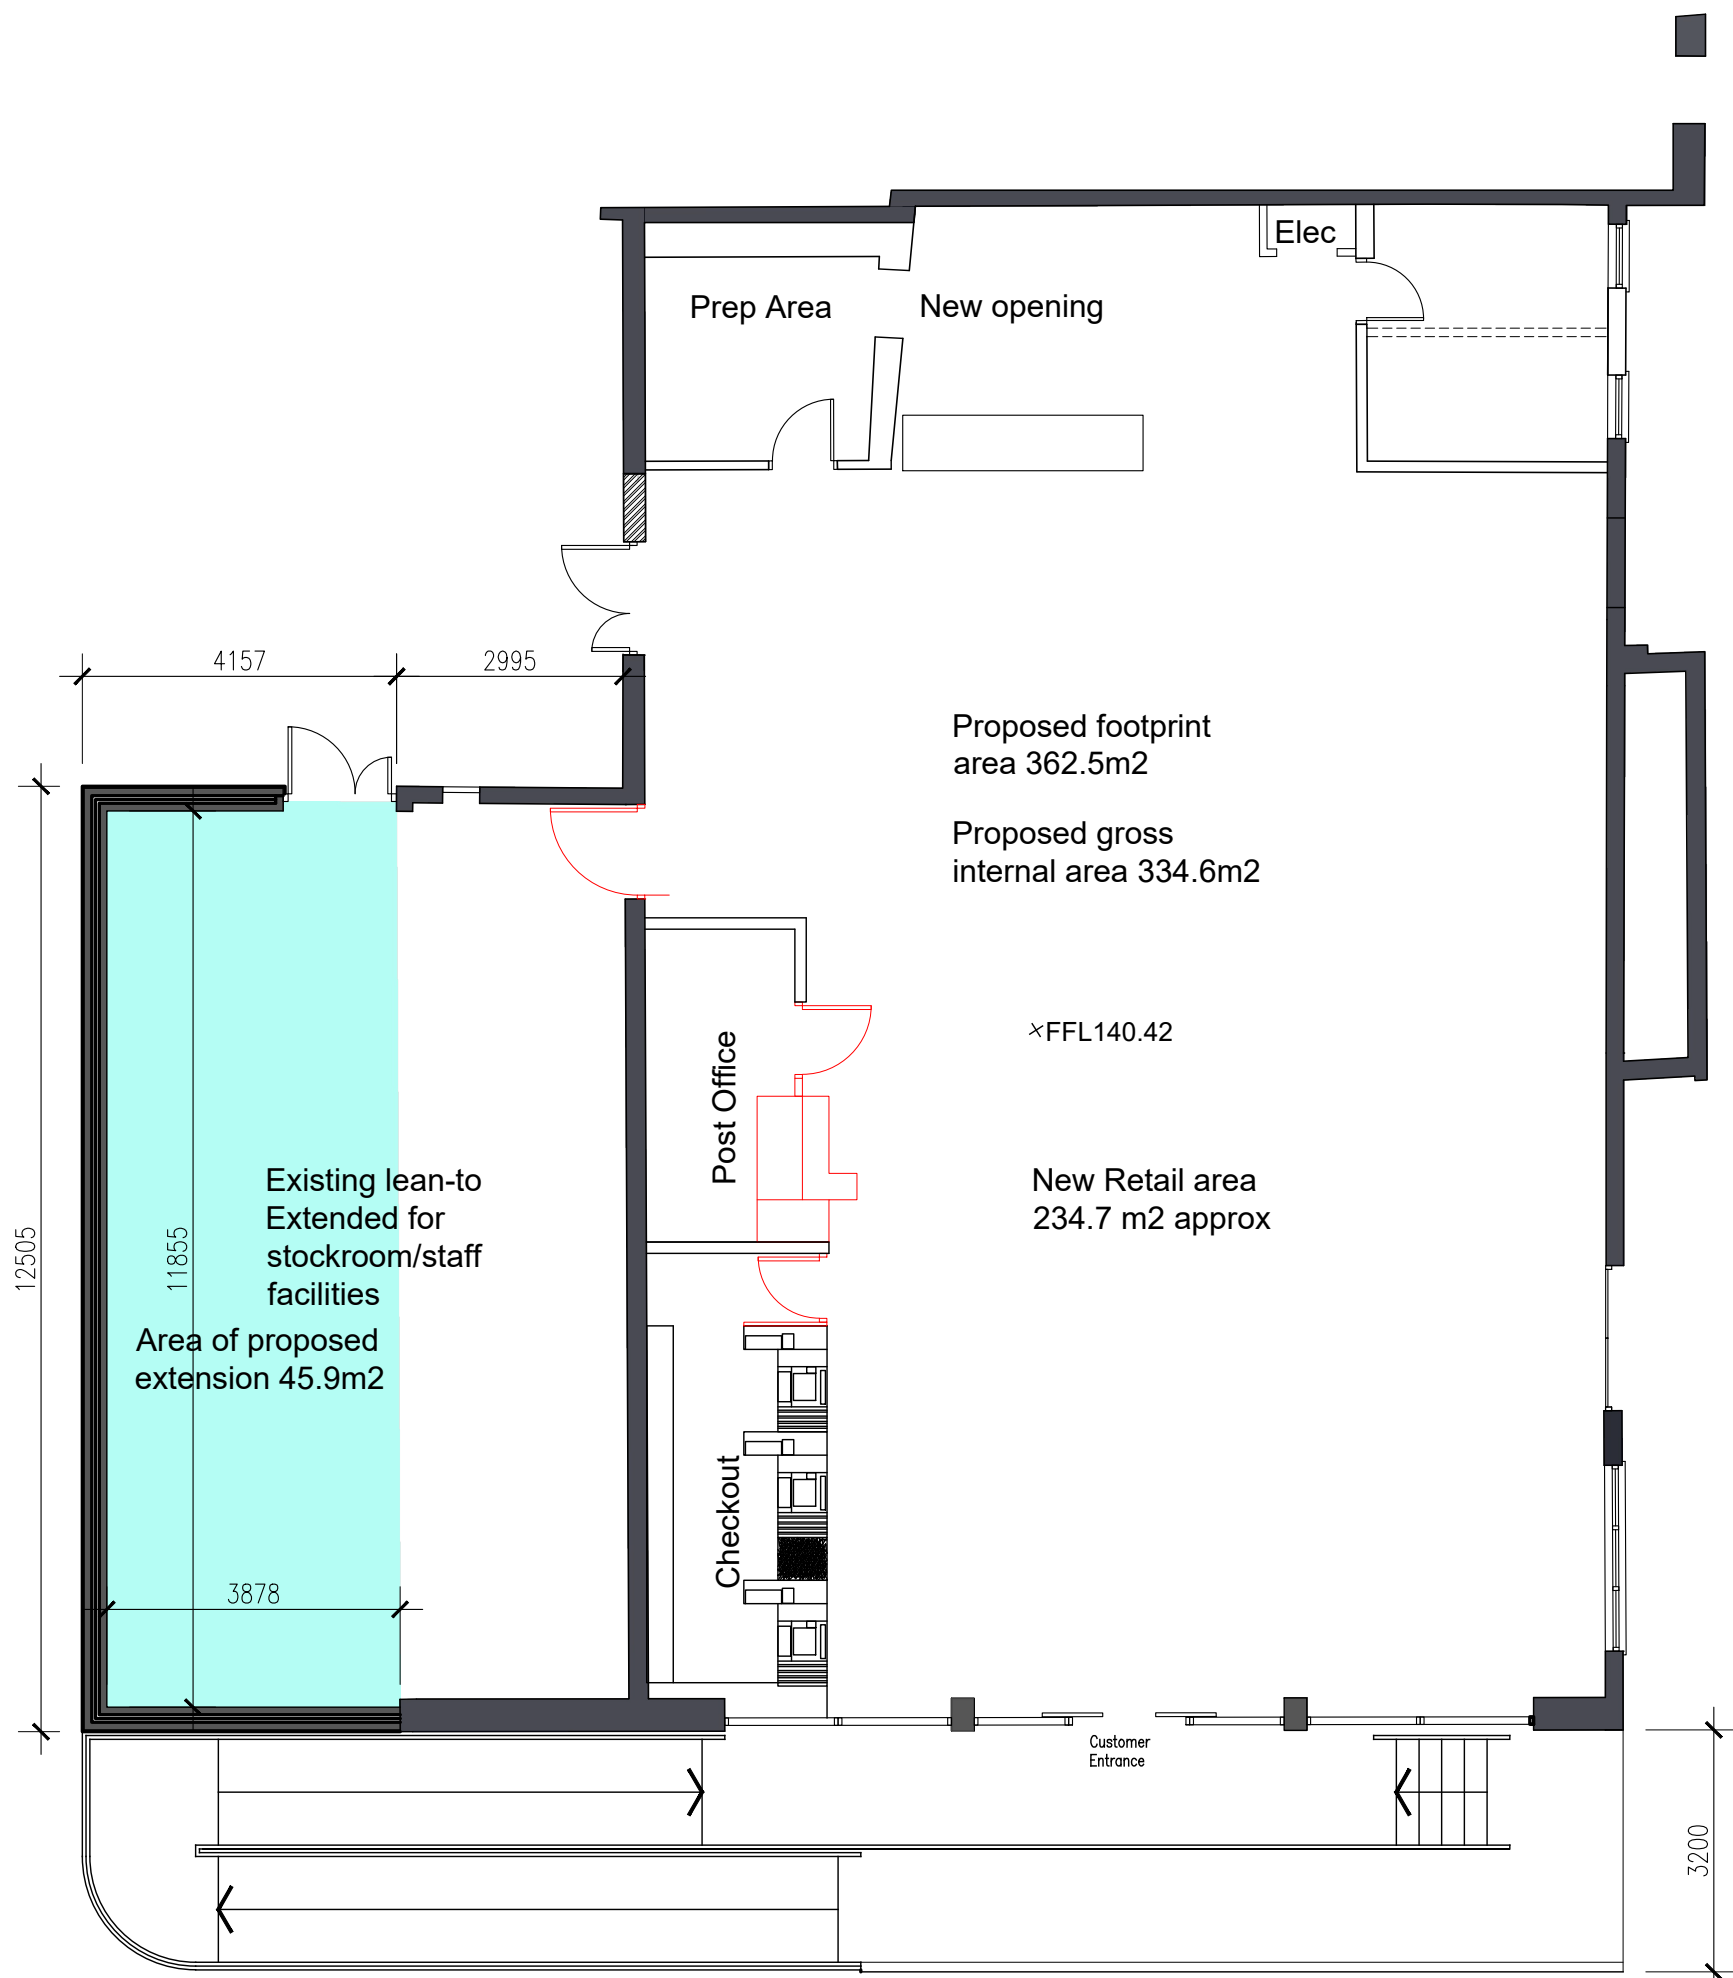 Elec
Prep Area
New opening
4157
2995
Proposed footprint
area 362.5m2
Proposed gross
internal area 334.6m2
×FFL140.42
Post Office
Existing lean-to
Extended for
stockroom/staff
facilities
New Retail area
234.7 m2 approx
12505
11855
Area of proposed
extension 45.9m2
Checkout
3878
Customer
Entrance
3200